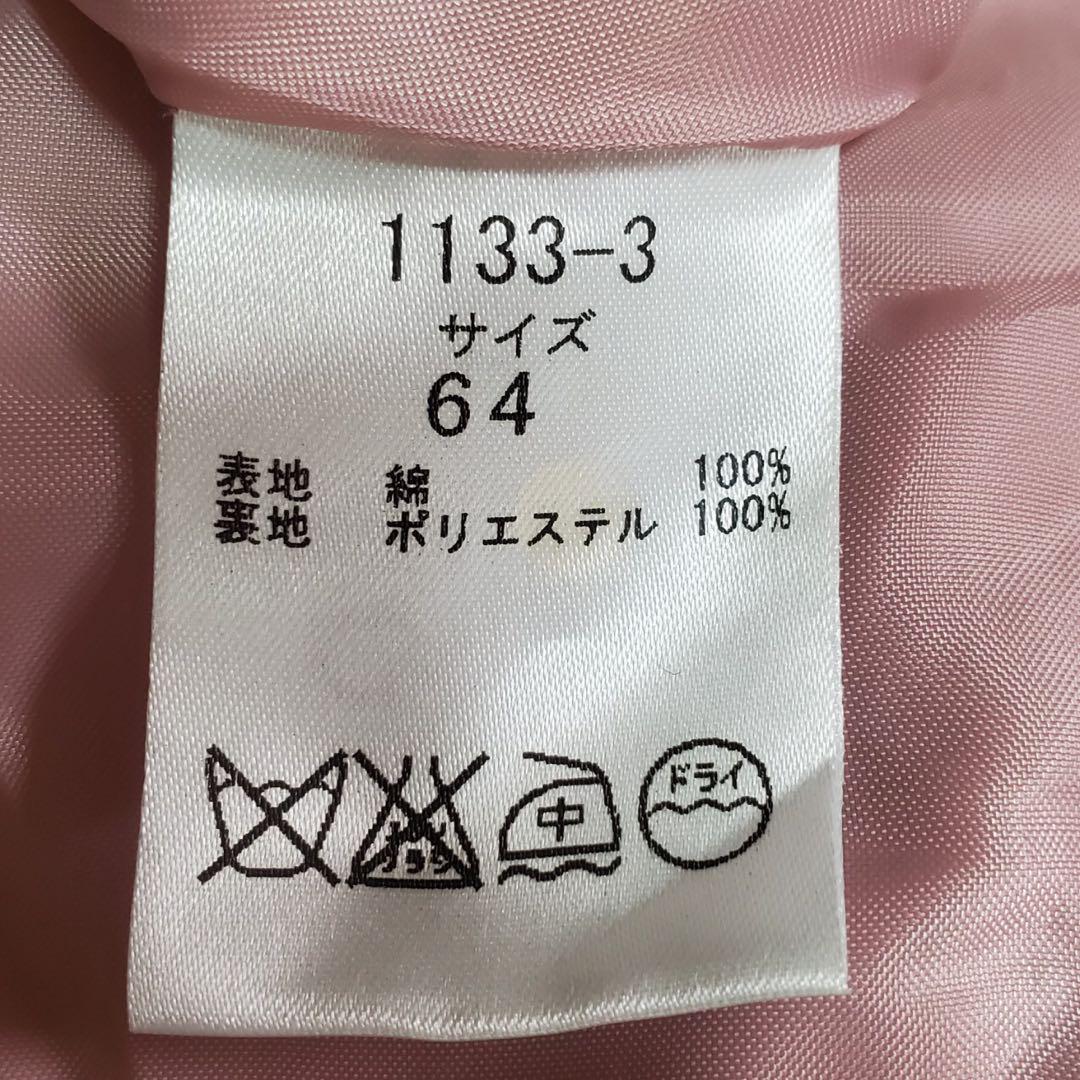 1133-3
サイズ
64
表地 綿 100%
裏地 ポリエステル 100%
エンソ サラシ 中 ドライ